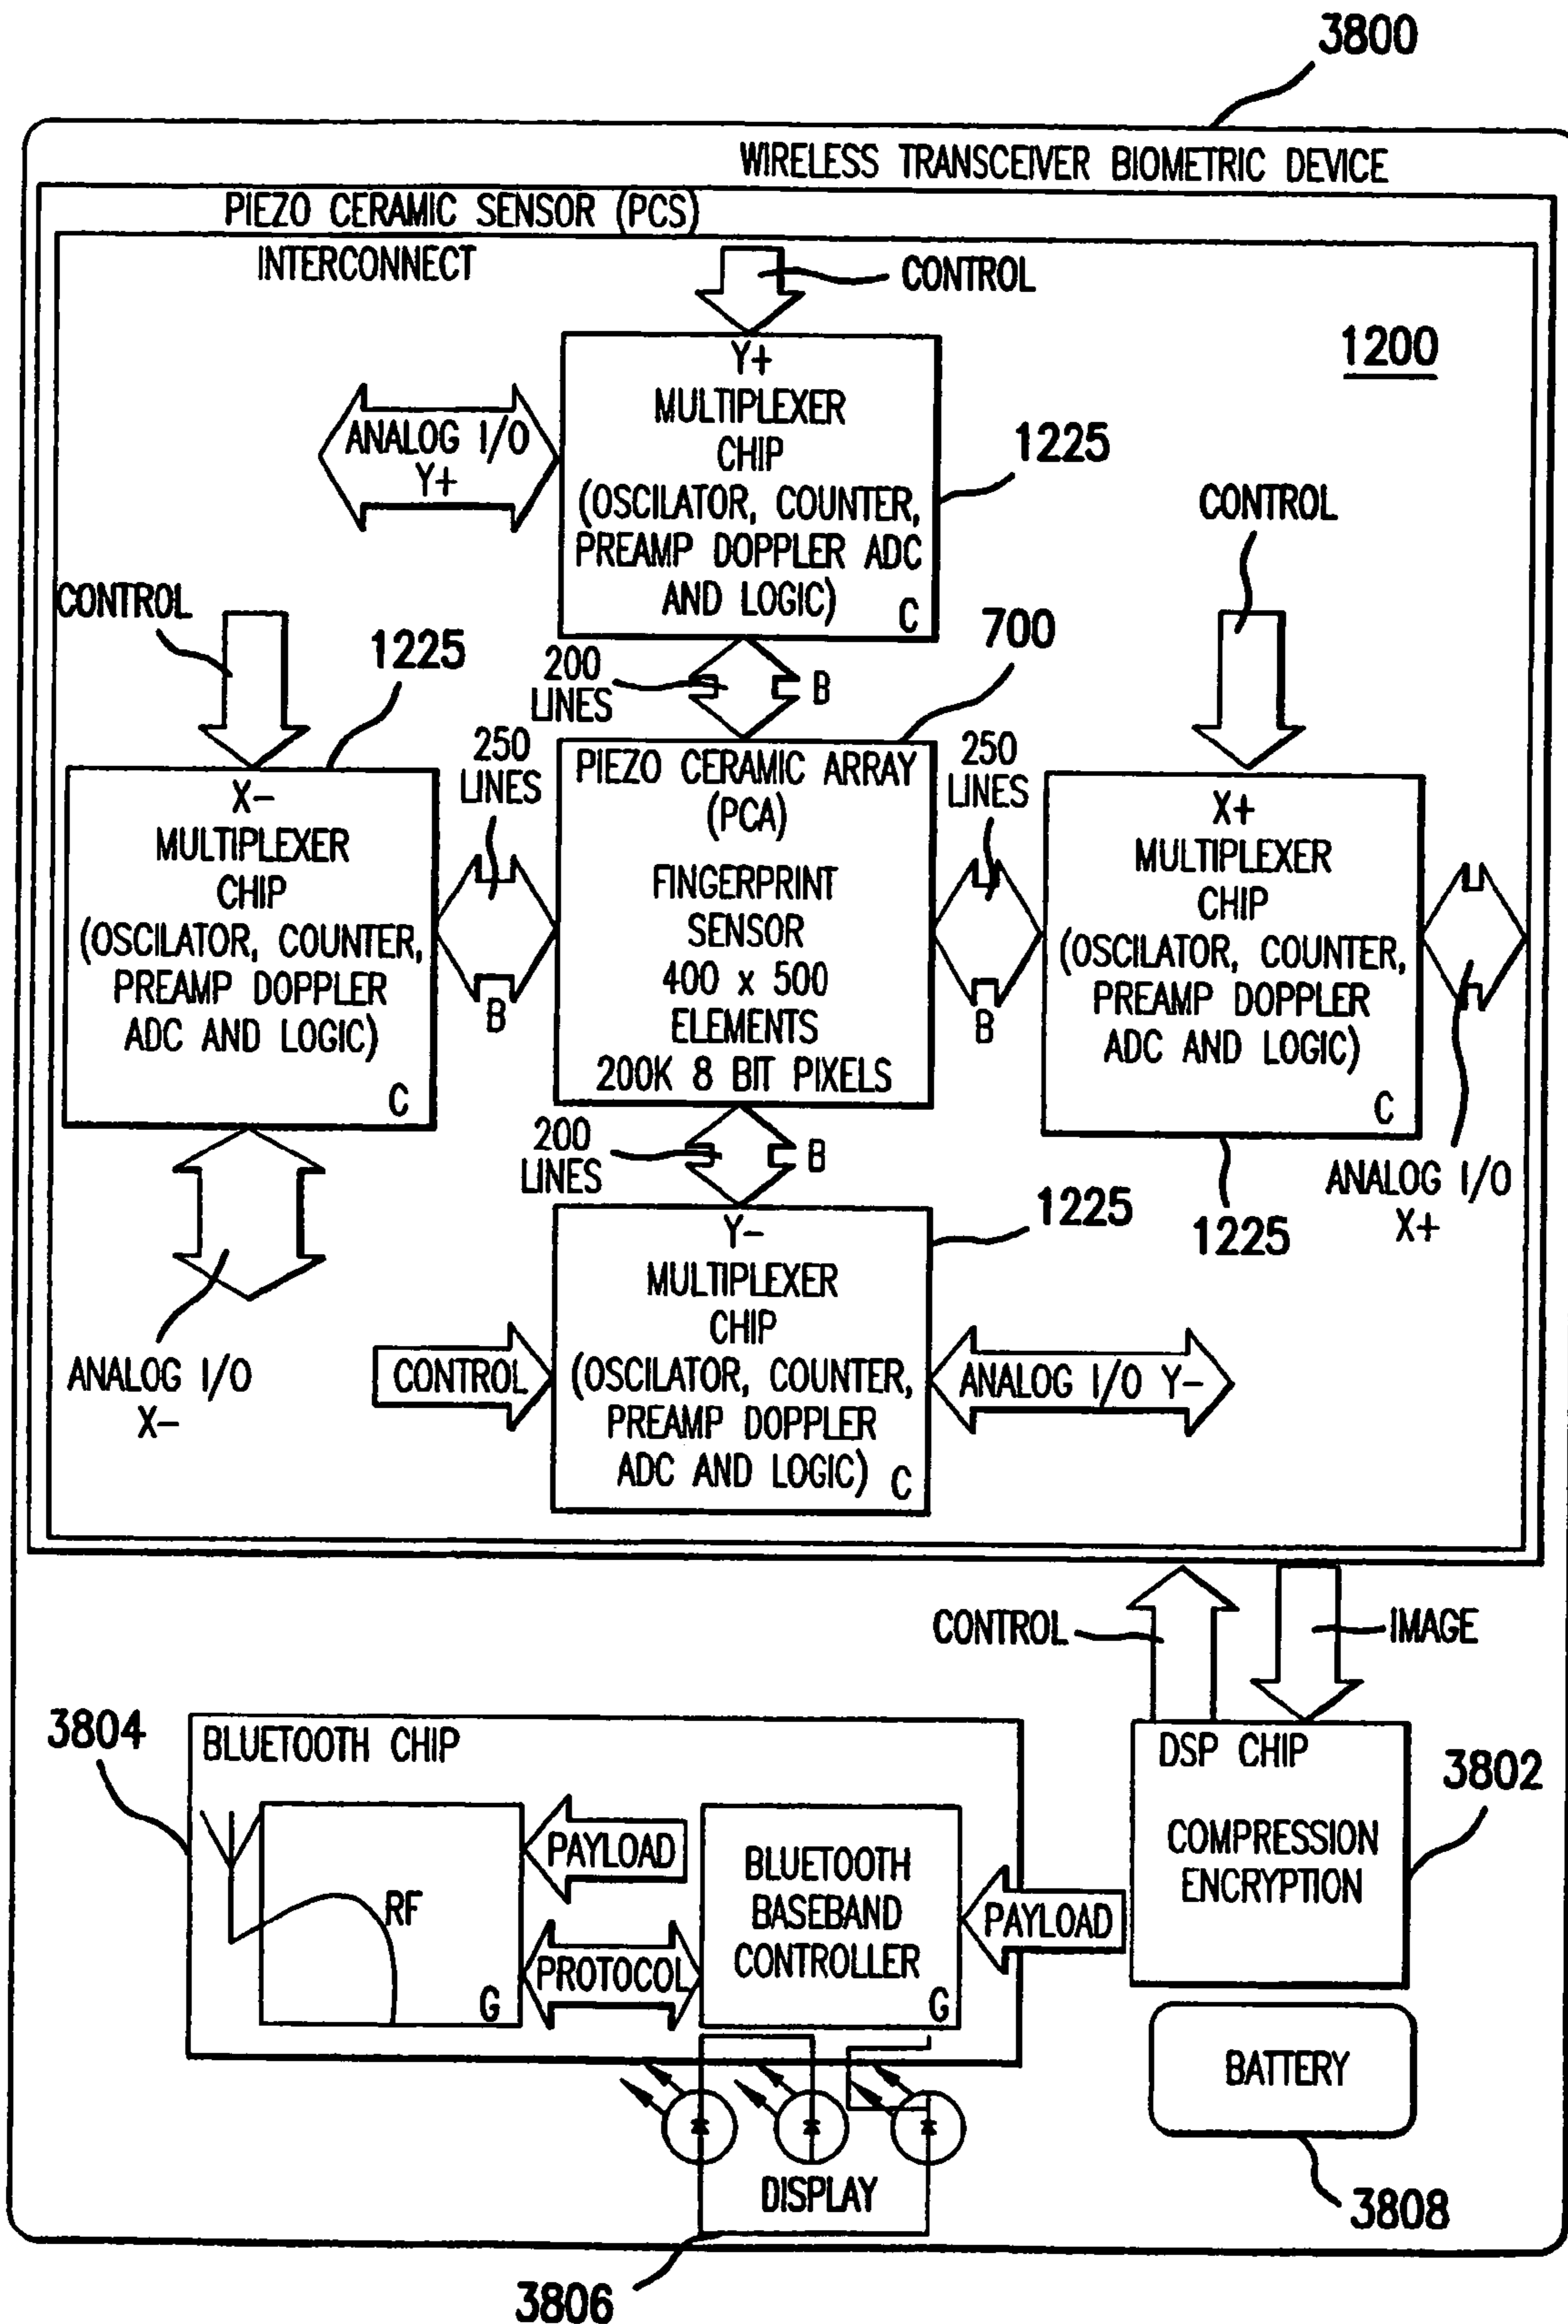 3800
WIRELESS TRANSCEIVER BIOMETRIC DEVICE
PIEZO CERAMIC SENSOR (PCS)
INTERCONNECT
CONTROL
1200
Y+
MULTIPLEXER
CHIP
(OSCILATOR, COUNTER,
PREAMP DOPPLER ADC
AND LOGIC)
C
ANALOG I/O
Y+
1225
CONTROL
CONTROL
1225
200
LINES
B
700
X-
MULTIPLEXER
CHIP
(OSCILATOR, COUNTER,
PREAMP DOPPLER
ADC AND LOGIC)
C
250
LINES
B
PIEZO CERAMIC ARRAY
(PCA)
FINGERPRINT
SENSOR
400 x 500
ELEMENTS
200K 8 BIT PIXELS
250
LINES
B
X+
MULTIPLEXER
CHIP
(OSCILATOR, COUNTER,
PREAMP DOPPLER
ADC AND LOGIC)
C
200
LINES
B
1225
1225
ANALOG I/O
X+
ANALOG I/O
X-
CONTROL
Y-
MULTIPLEXER
CHIP
(OSCILATOR, COUNTER,
PREAMP DOPPLER
ADC AND LOGIC)
C
ANALOG I/O Y-
CONTROL
IMAGE
3804
BLUETOOTH CHIP
RF
G
PAYLOAD
PROTOCOL
BLUETOOTH
BASEBAND
CONTROLLER
G
PAYLOAD
DSP CHIP
COMPRESSION
ENCRYPTION
3802
BATTERY
3808
DISPLAY
3806